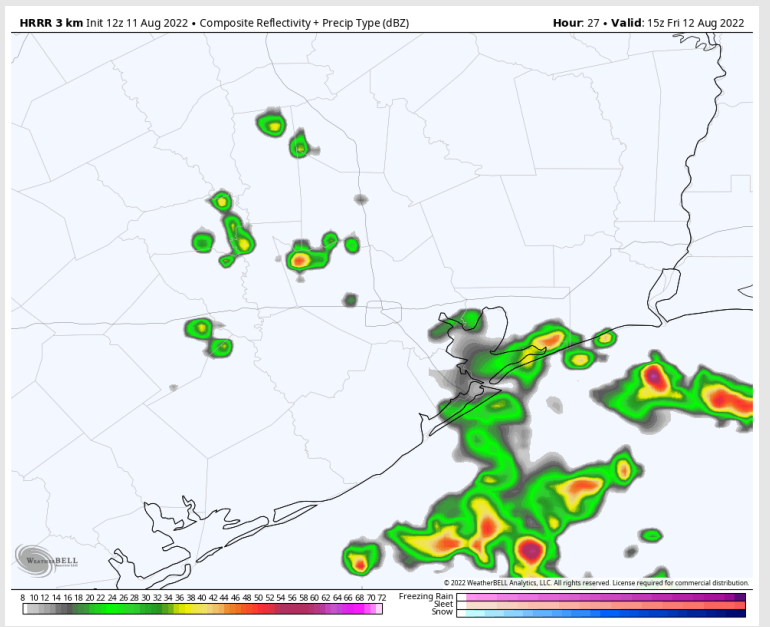 HRRR 3 km Init 12z 11 Aug 2022 • Composite Reflectivity + Precip Type (dBZ)
Hour: 27 • Valid: 15z Fri 12 Aug 2022
WEATHERBELL
© 2022 WeatherBELL Analytics, LLC. All rights reserved. License required for commercial distribution.
8 10 12 14 16 18 20 22 24 26 28 30 32 34 36 38 40 42 44 46 48 50 52 54 56 58 60 62 64 66 68 70 72
Freezing Rain
Sleet
Snow